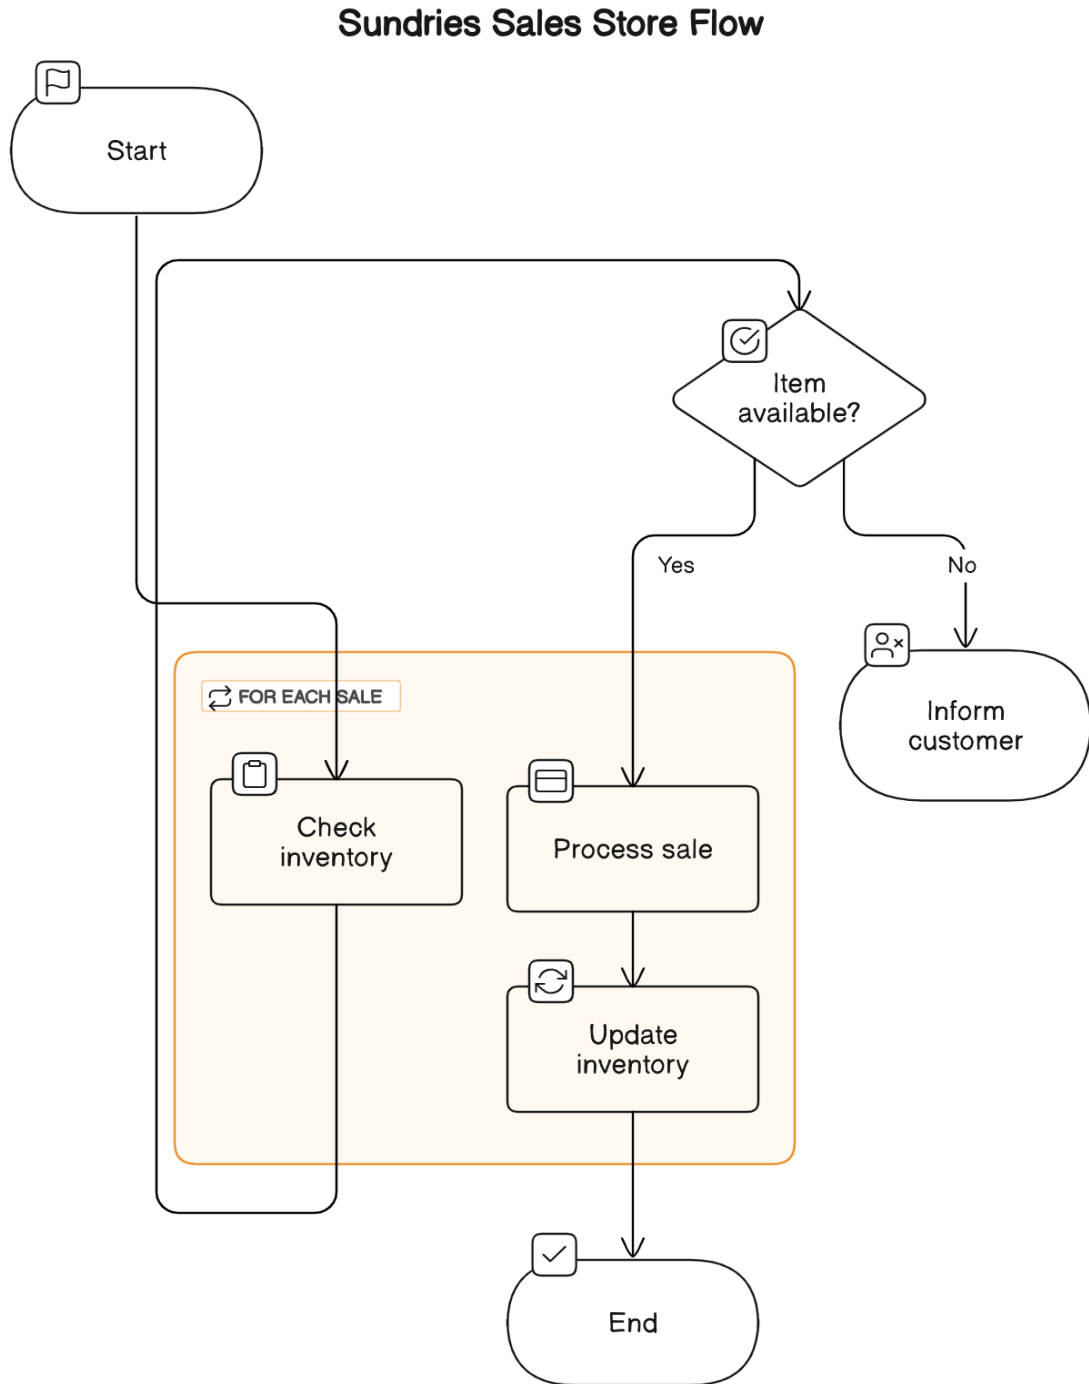 Sundries Sales Store Flow
Start
Item
available?
Yes
No
FOR EACH SALE
Inform
customer
Check
inventory
Process sale
Update
inventory
End